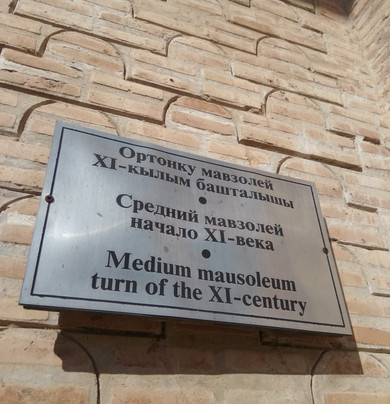 Ортонку мавзолей
XI-кылым башталышы
Средний мавзолей
начало XI-века
Medium mausoleum
turn of the XI-century